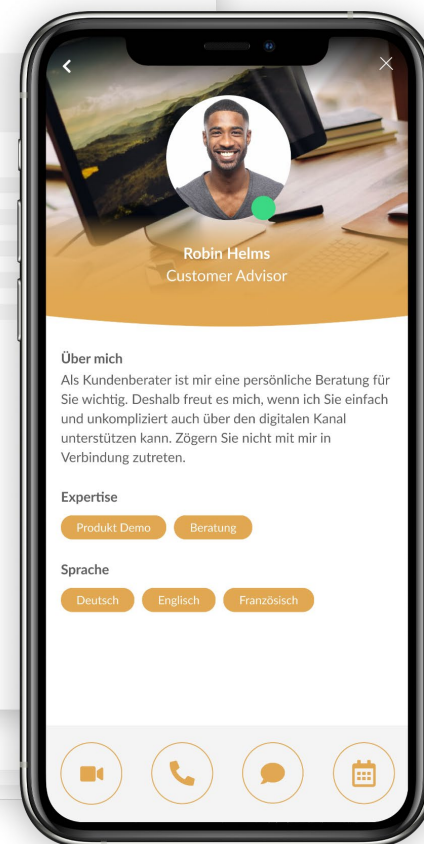 Robin Helms
Customer Advisor
Über mich
Als Kundenberater ist mir eine persönliche Beratung für
Sie wichtig. Deshalb freut es mich, wenn ich Sie einfach
und unkompliziert auch über den digitalen Kanal
unterstützen kann. Zögern Sie nicht mit mir in
Verbindung zutreten.
Expertise
Produkt Demo Beratung
Sprache
Deutsch Englisch Französisch